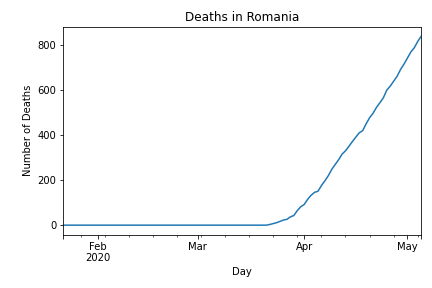 Deaths in Romania
Number of Deaths
800
600
400
200
0
Feb
2020
Mar
Apr
May
Day